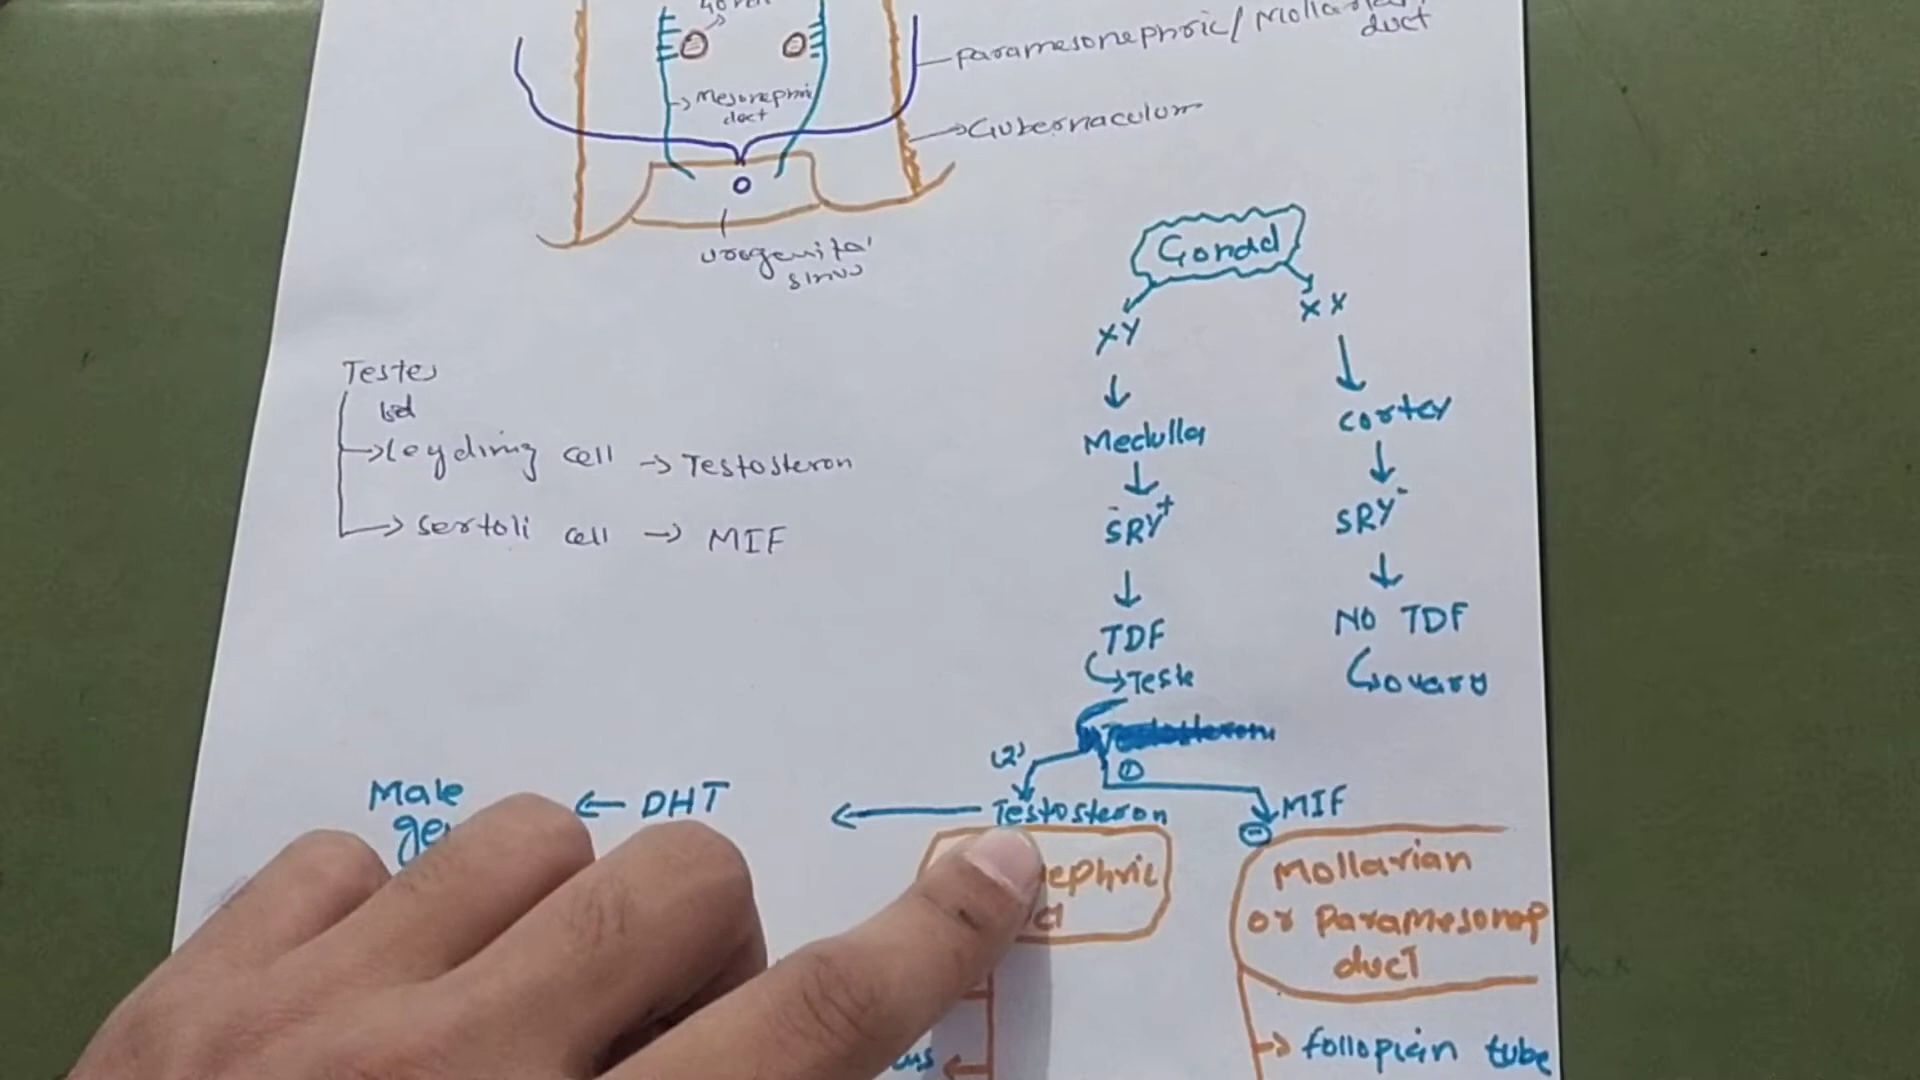 Paramesonephric/Mollarian
duct
Mesonephric
duct
Gubernaculum
urogenital
sinus
Gonad
XY
XX
Medulla
cortex
SRY+
SRY-
TDF
NO TDF
Teste
ovary
Testes
Leyding cell → Testosteron
sertoli cell → MIF
(2)
1
Male
← DHT
Testosteron
MIF
Mollarian
or Paramesonep
duct
follopian tube